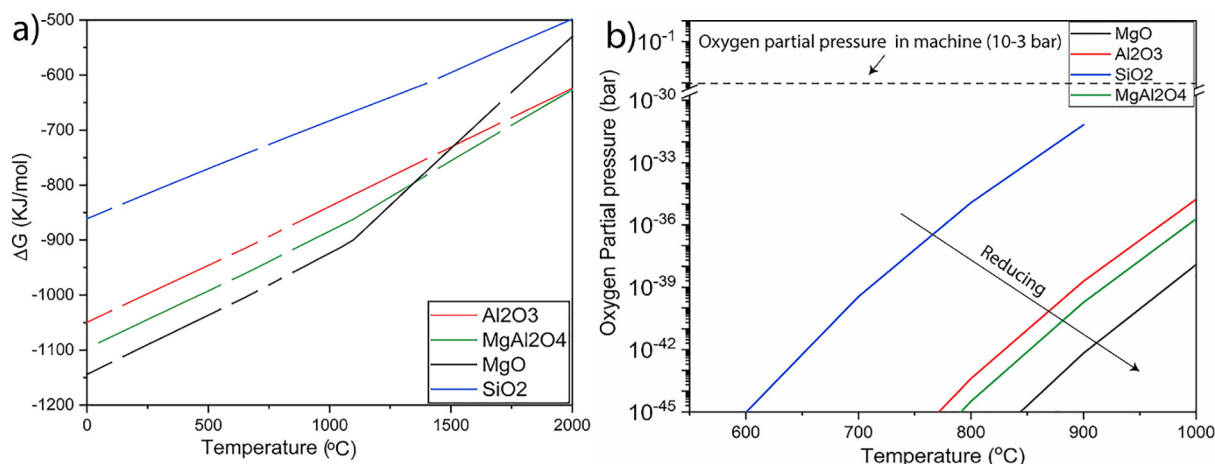 a)
-500
-600
-700
-800
-900
-1000
-1100
-1200
ΔG (KJ/mol)
0
500
1000
1500
2000
Temperature (ºC)
Al2O3
MgAl2O4
MgO
SiO2
b)
10-1
10-30
10-33
10-36
10-39
10-42
10-45
Oxygen Partial pressure (bar)
Oxygen partial pressure in machine (10-3 bar)
MgO
Al2O3
SiO2
MgAl2O4
Reducing
600
700
800
900
1000
Temperature (ºC)